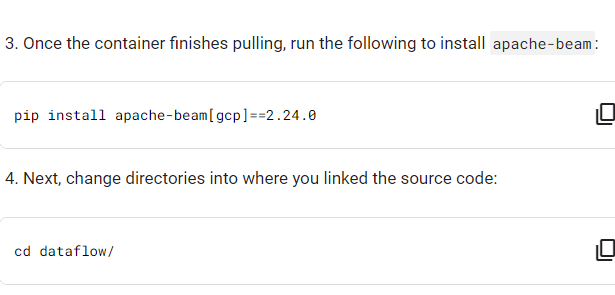 3. Once the container finishes pulling, run the following to install apache-beam:
pip install apache-beam[gcp]==2.24.0
4. Next, change directories into where you linked the source code:
cd dataflow/